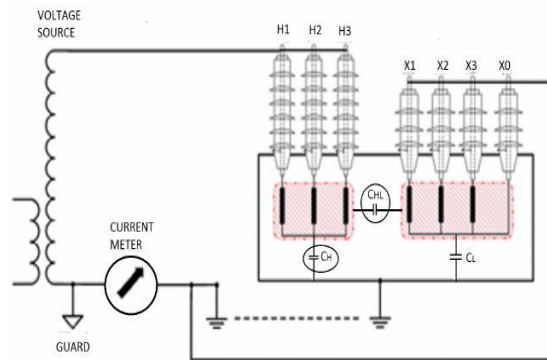 VOLTAGE
SOURCE
H1 H2 H3
X1 X2 X3 X0
CHL
CURRENT
METER
CH
CL
GUARD